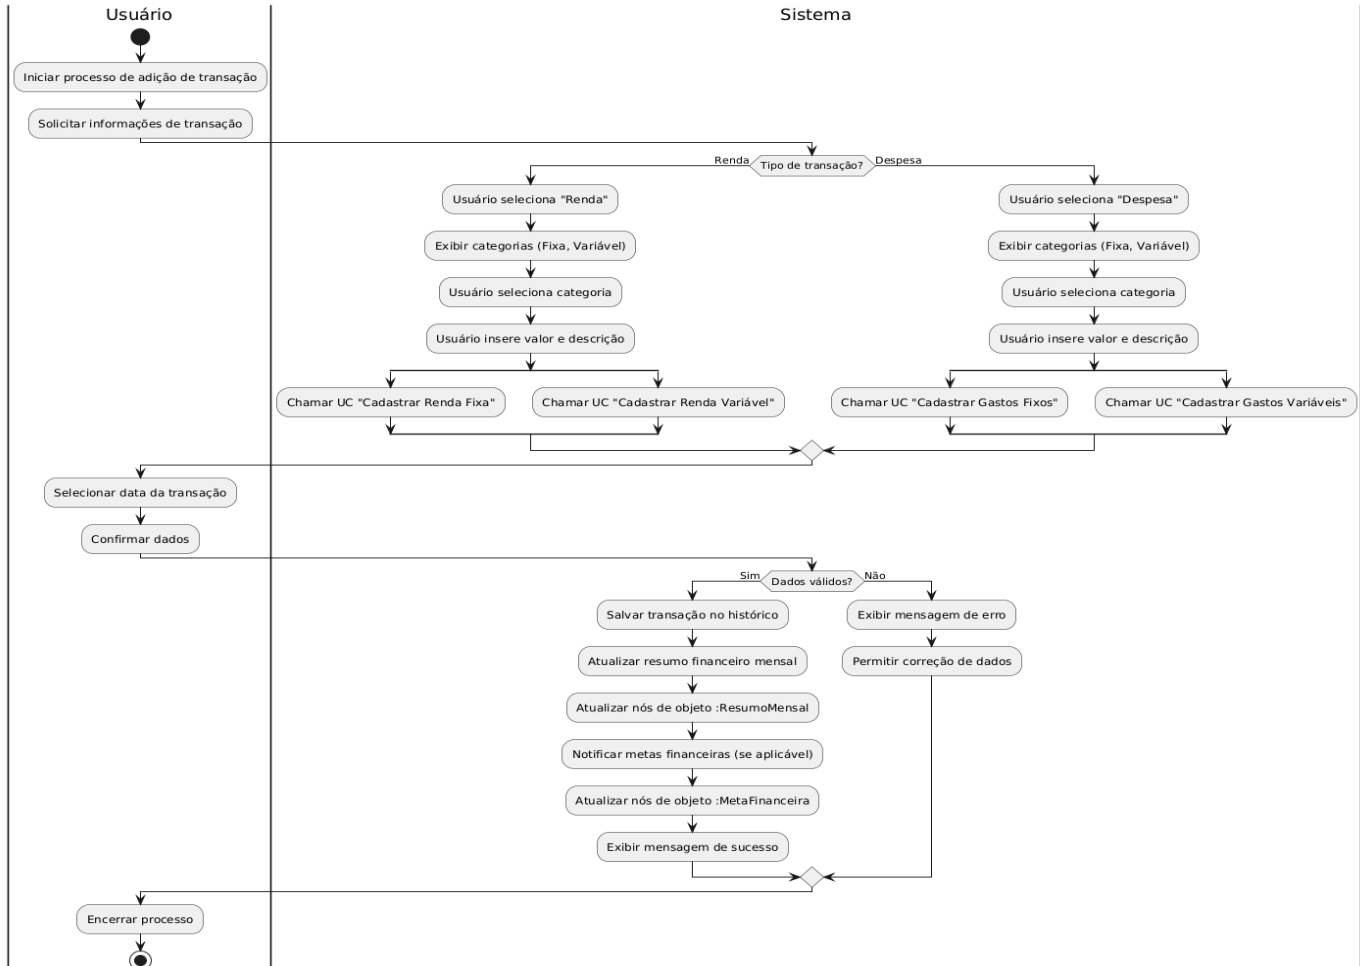 Usuário
Sistema
Iniciar processo de adição de transação
Solicitar informações de transação
Renda
Tipo de transação?
Despesa
Usuário seleciona "Renda"
Usuário seleciona "Despesa"
Exibir categorias (Fixa, Variável)
Exibir categorias (Fixa, Variável)
Usuário seleciona categoria
Usuário seleciona categoria
Usuário insere valor e descrição
Usuário insere valor e descrição
Chamar UC "Cadastrar Renda Fixa"
Chamar UC "Cadastrar Renda Variável"
Chamar UC "Cadastrar Gastos Fixos"
Chamar UC "Cadastrar Gastos Variáveis"
Selecionar data da transação
Confirmar dados
Sim
Dados válidos?
Não
Salvar transação no histórico
Exibir mensagem de erro
Atualizar resumo financeiro mensal
Permitir correção de dados
Atualizar nós de objeto :ResumoMensal
Notificar metas financeiras (se aplicável)
Atualizar nós de objeto :MetaFinanceira
Exibir mensagem de sucesso
Encerrar processo